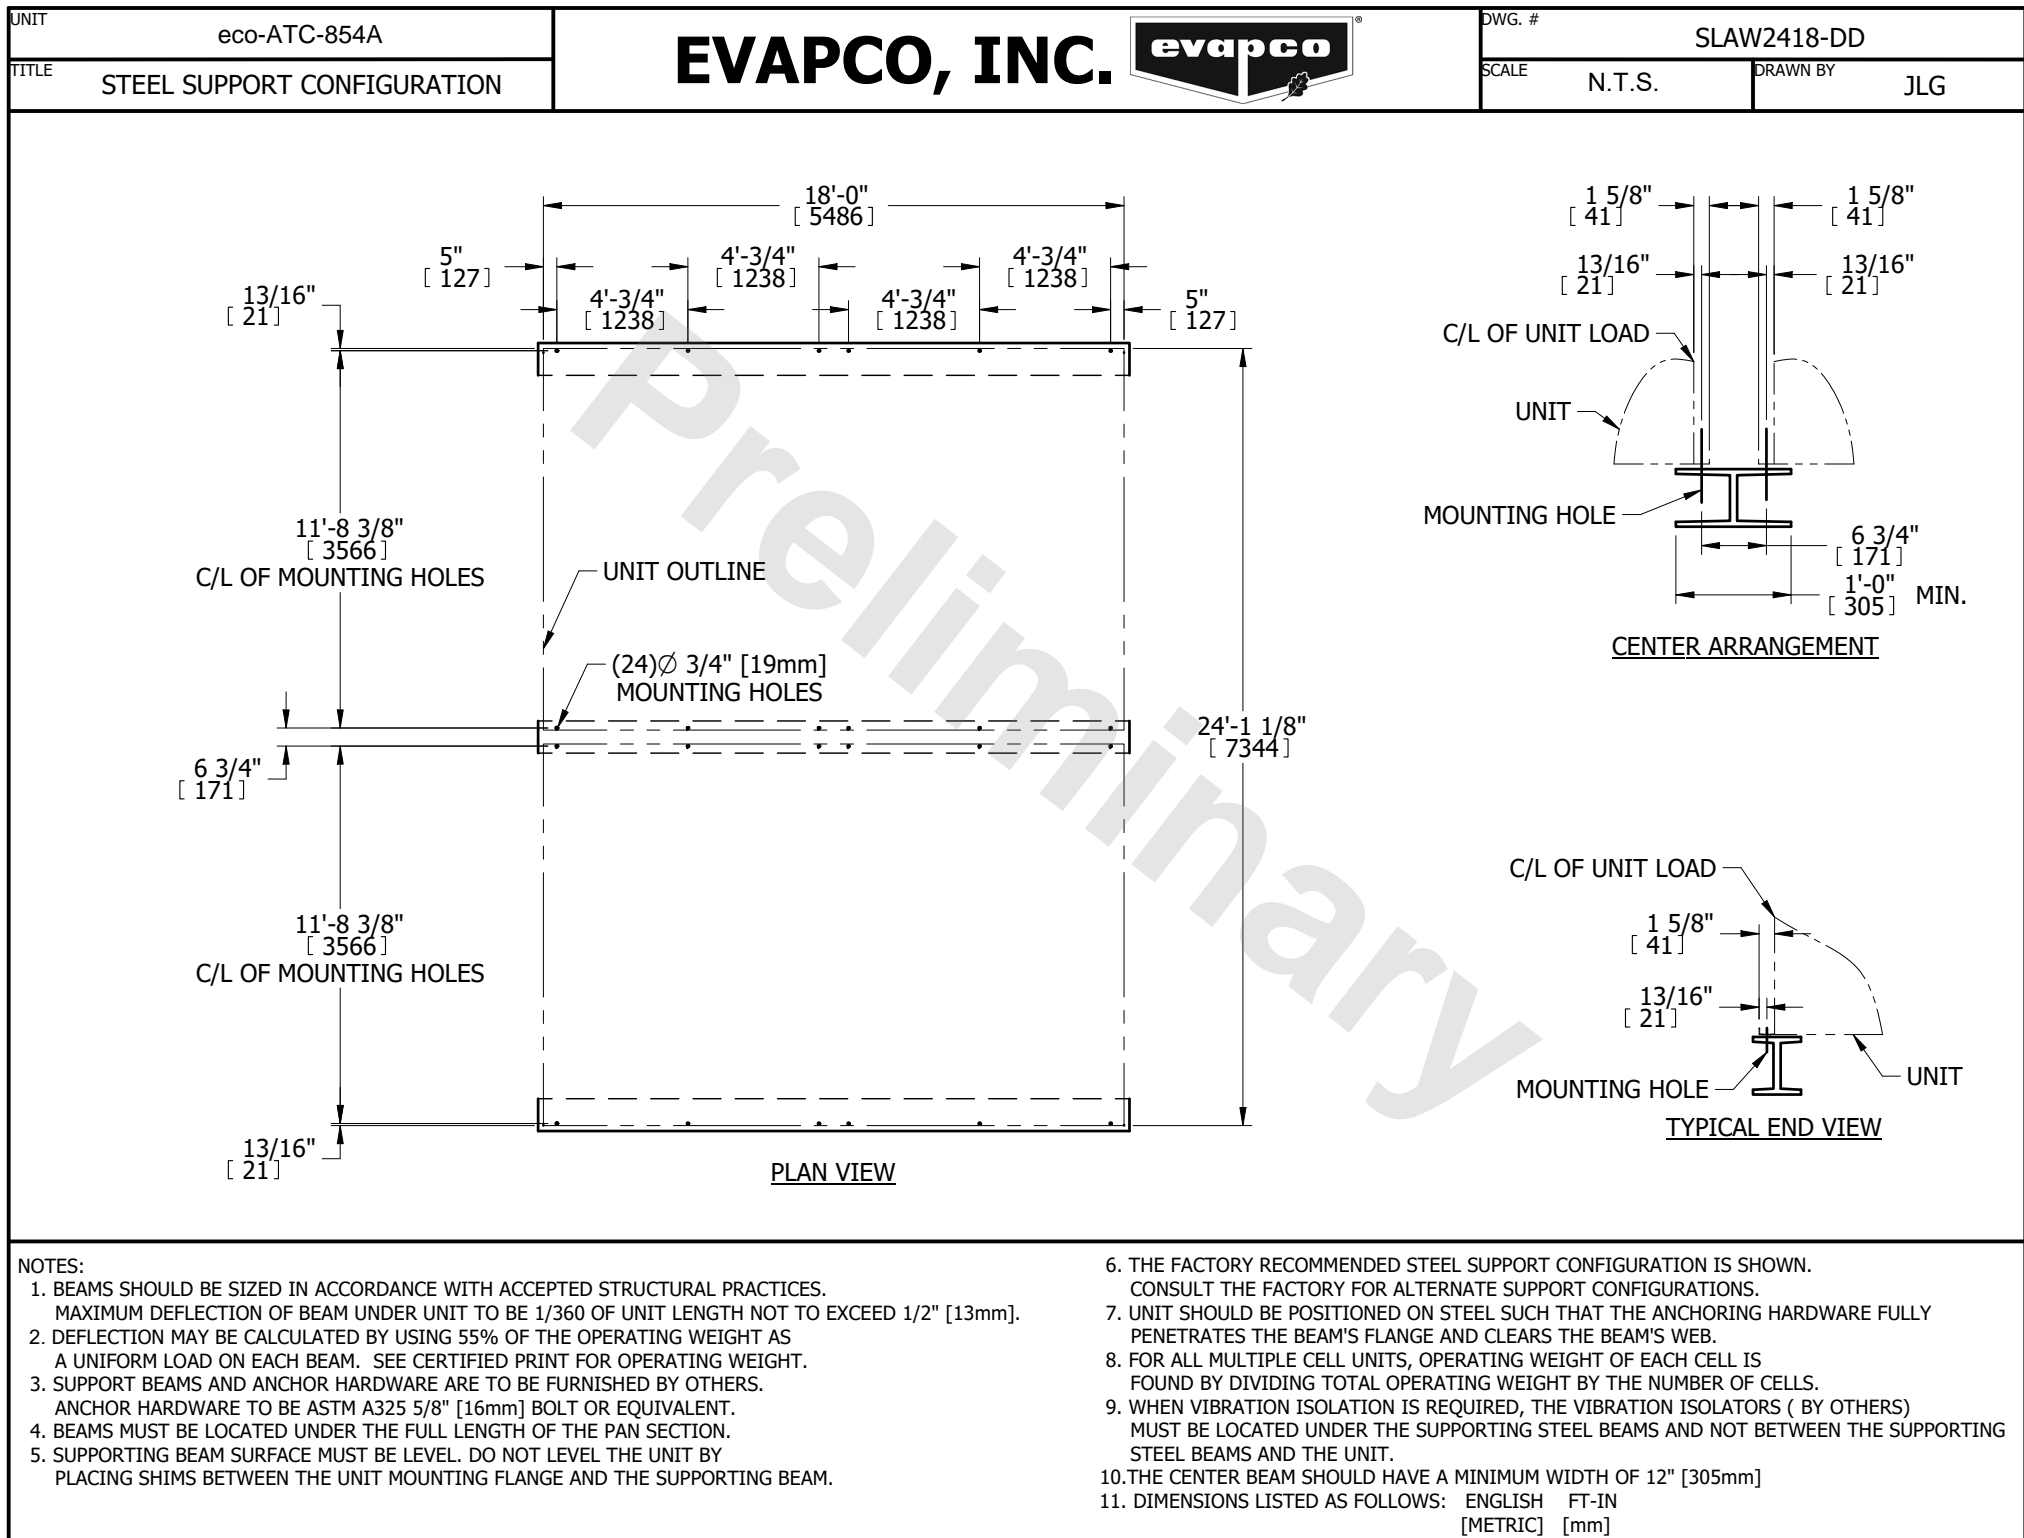 UNIT
eco-ATC-854A
TITLE
STEEL SUPPORT CONFIGURATION
EVAPCO, INC.
evapco
®
DWG. #
SLAW2418-DD
SCALE
N.T.S.
DRAWN BY
JLG
18'-0"
[ 5486 ]
5"
[ 127 ]
4'-3/4"
[ 1238 ]
4'-3/4"
[ 1238 ]
4'-3/4"
[ 1238 ]
4'-3/4"
[ 1238 ]
5"
[ 127 ]
13/16"
[ 21 ]
11'-8 3/8"
[ 3566 ]
C/L OF MOUNTING HOLES
UNIT OUTLINE
(24)Ø 3/4" [19mm]
MOUNTING HOLES
6 3/4"
[ 171 ]
24'-1 1/8"
[ 7344 ]
11'-8 3/8"
[ 3566 ]
C/L OF MOUNTING HOLES
13/16"
[ 21 ]
PLAN VIEW
Preliminary
1 5/8"
[ 41 ]
1 5/8"
[ 41 ]
13/16"
[ 21 ]
13/16"
[ 21 ]
C/L OF UNIT LOAD
UNIT
MOUNTING HOLE
6 3/4"
[ 171 ]
1'-0"
[ 305 ] MIN.
CENTER ARRANGEMENT
C/L OF UNIT LOAD
1 5/8"
[ 41 ]
13/16"
[ 21 ]
MOUNTING HOLE
UNIT
TYPICAL END VIEW
NOTES:
1. BEAMS SHOULD BE SIZED IN ACCORDANCE WITH ACCEPTED STRUCTURAL PRACTICES.
MAXIMUM DEFLECTION OF BEAM UNDER UNIT TO BE 1/360 OF UNIT LENGTH NOT TO EXCEED 1/2" [13mm].
2. DEFLECTION MAY BE CALCULATED BY USING 55% OF THE OPERATING WEIGHT AS
A UNIFORM LOAD ON EACH BEAM. SEE CERTIFIED PRINT FOR OPERATING WEIGHT.
3. SUPPORT BEAMS AND ANCHOR HARDWARE ARE TO BE FURNISHED BY OTHERS.
ANCHOR HARDWARE TO BE ASTM A325 5/8" [16mm] BOLT OR EQUIVALENT.
4. BEAMS MUST BE LOCATED UNDER THE FULL LENGTH OF THE PAN SECTION.
5. SUPPORTING BEAM SURFACE MUST BE LEVEL. DO NOT LEVEL THE UNIT BY
PLACING SHIMS BETWEEN THE UNIT MOUNTING FLANGE AND THE SUPPORTING BEAM.
6. THE FACTORY RECOMMENDED STEEL SUPPORT CONFIGURATION IS SHOWN.
CONSULT THE FACTORY FOR ALTERNATE SUPPORT CONFIGURATIONS.
7. UNIT SHOULD BE POSITIONED ON STEEL SUCH THAT THE ANCHORING HARDWARE FULLY
PENETRATES THE BEAM'S FLANGE AND CLEARS THE BEAM'S WEB.
8. FOR ALL MULTIPLE CELL UNITS, OPERATING WEIGHT OF EACH CELL IS
FOUND BY DIVIDING TOTAL OPERATING WEIGHT BY THE NUMBER OF CELLS.
9. WHEN VIBRATION ISOLATION IS REQUIRED, THE VIBRATION ISOLATORS ( BY OTHERS)
MUST BE LOCATED UNDER THE SUPPORTING STEEL BEAMS AND NOT BETWEEN THE SUPPORTING
STEEL BEAMS AND THE UNIT.
10.THE CENTER BEAM SHOULD HAVE A MINIMUM WIDTH OF 12" [305mm]
11. DIMENSIONS LISTED AS FOLLOWS: ENGLISH FT-IN
[METRIC] [mm]